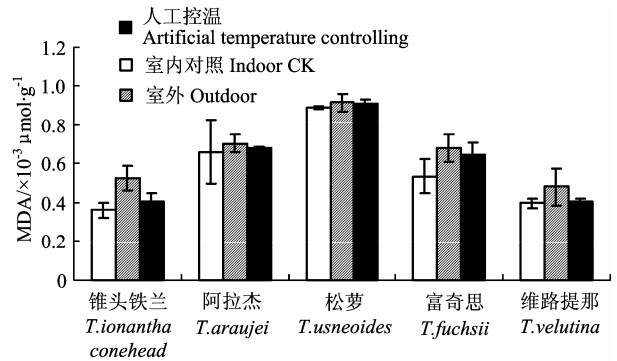 人工控温
Artificial temperature controlling
室内对照 Indoor CK
室外 Outdoor
MDA/×10⁻³ μmol·g⁻¹
1.2
1.0
0.8
0.6
0.4
0.2
0
锥头铁兰 阿拉杰 松萝 富奇思 维路提那
T.ionantha T.araujei T.usneoides T.fuchsii T.velutina
conehead